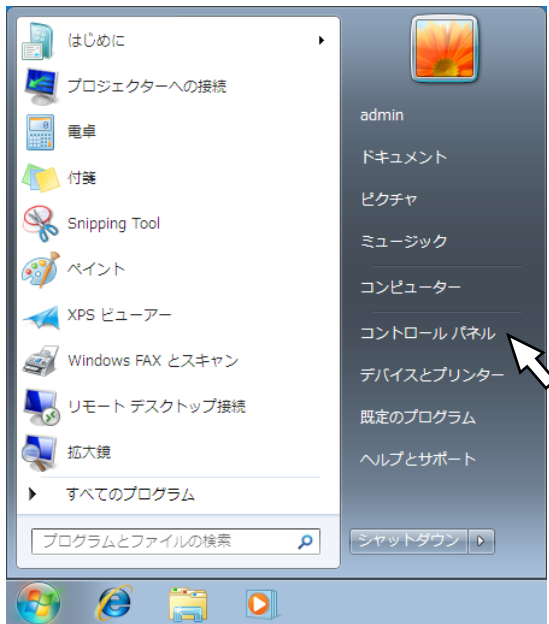 はじめに
プロジェクターへの接続
電卓
付箋
Snipping Tool
ペイント
XPS ビューアー
Windows FAX とスキャン
リモート デスクトップ接続
拡大鏡
すべてのプログラム
プログラムとファイルの検索
admin
ドキュメント
ピクチャ
ミュージック
コンピューター
コントロール パネル
デバイスとプリンター
既定のプログラム
ヘルプとサポート
シャットダウン